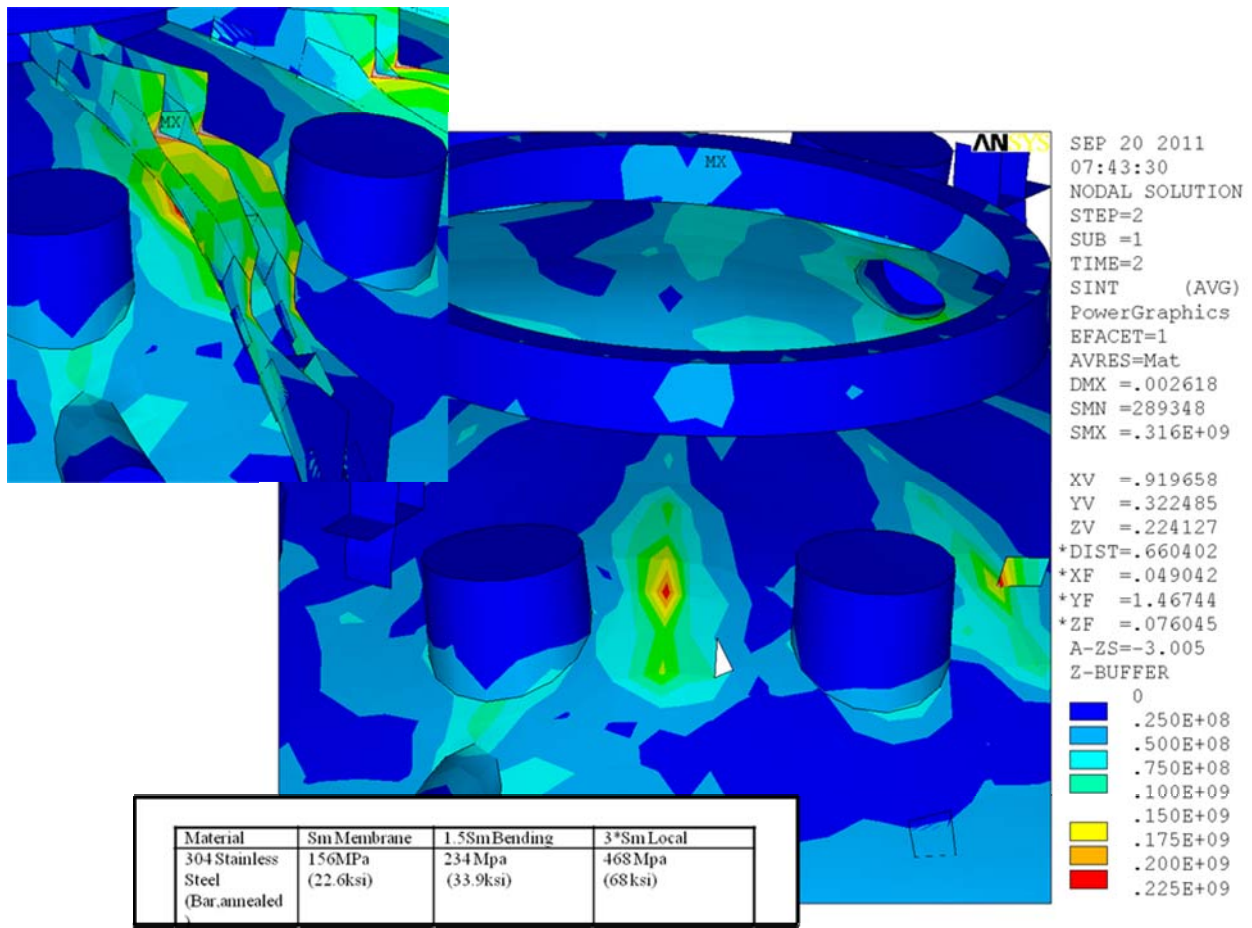 MX
MX
ANSYS
SEP 20 2011
07:43:30
NODAL SOLUTION
STEP=2
SUB =1
TIME=2
SINT (AVG)
PowerGraphics
EFACET=1
AVRES=Mat
DMX =.002618
SMN =289348
SMX =.316E+09
XV =.919658
YV =.322485
ZV =.224127
*DIST=.660402
*XF =.049042
*YF =1.46744
*ZF =.076045
A-ZS=-3.005
Z-BUFFER
0
.250E+08
.500E+08
.750E+08
.100E+09
.150E+09
.175E+09
.200E+09
.225E+09
Material Sm Membrane 1.5Sm Bending 3*Sm Local
304 Stainless 156MPa 234Mpa 468Mpa
Steel (22.6ksi) (33.9ksi) (68ksi)
(Bar,annealed
)